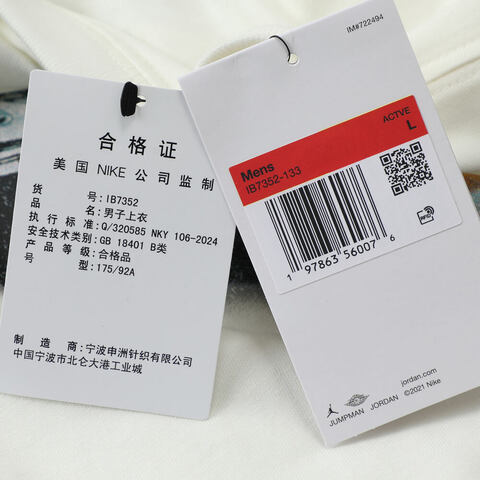 合格证
美国 NIKE 公司监制
货号:IB7352
品名:男子上衣
执行标准:Q/320585 NKY 106-2024
安全技术类别:GB 18401 B类
产品等级:合格品
号型:175/92A
制造商:宁波申洲针织有限公司
中国宁波市北仑大港工业城
IM#722494
ACTVE
L
Mens
IB7352-133
RFID
1 97863 56007 6
jordan.com
©2021 Nike
JUMPMAN JORDAN